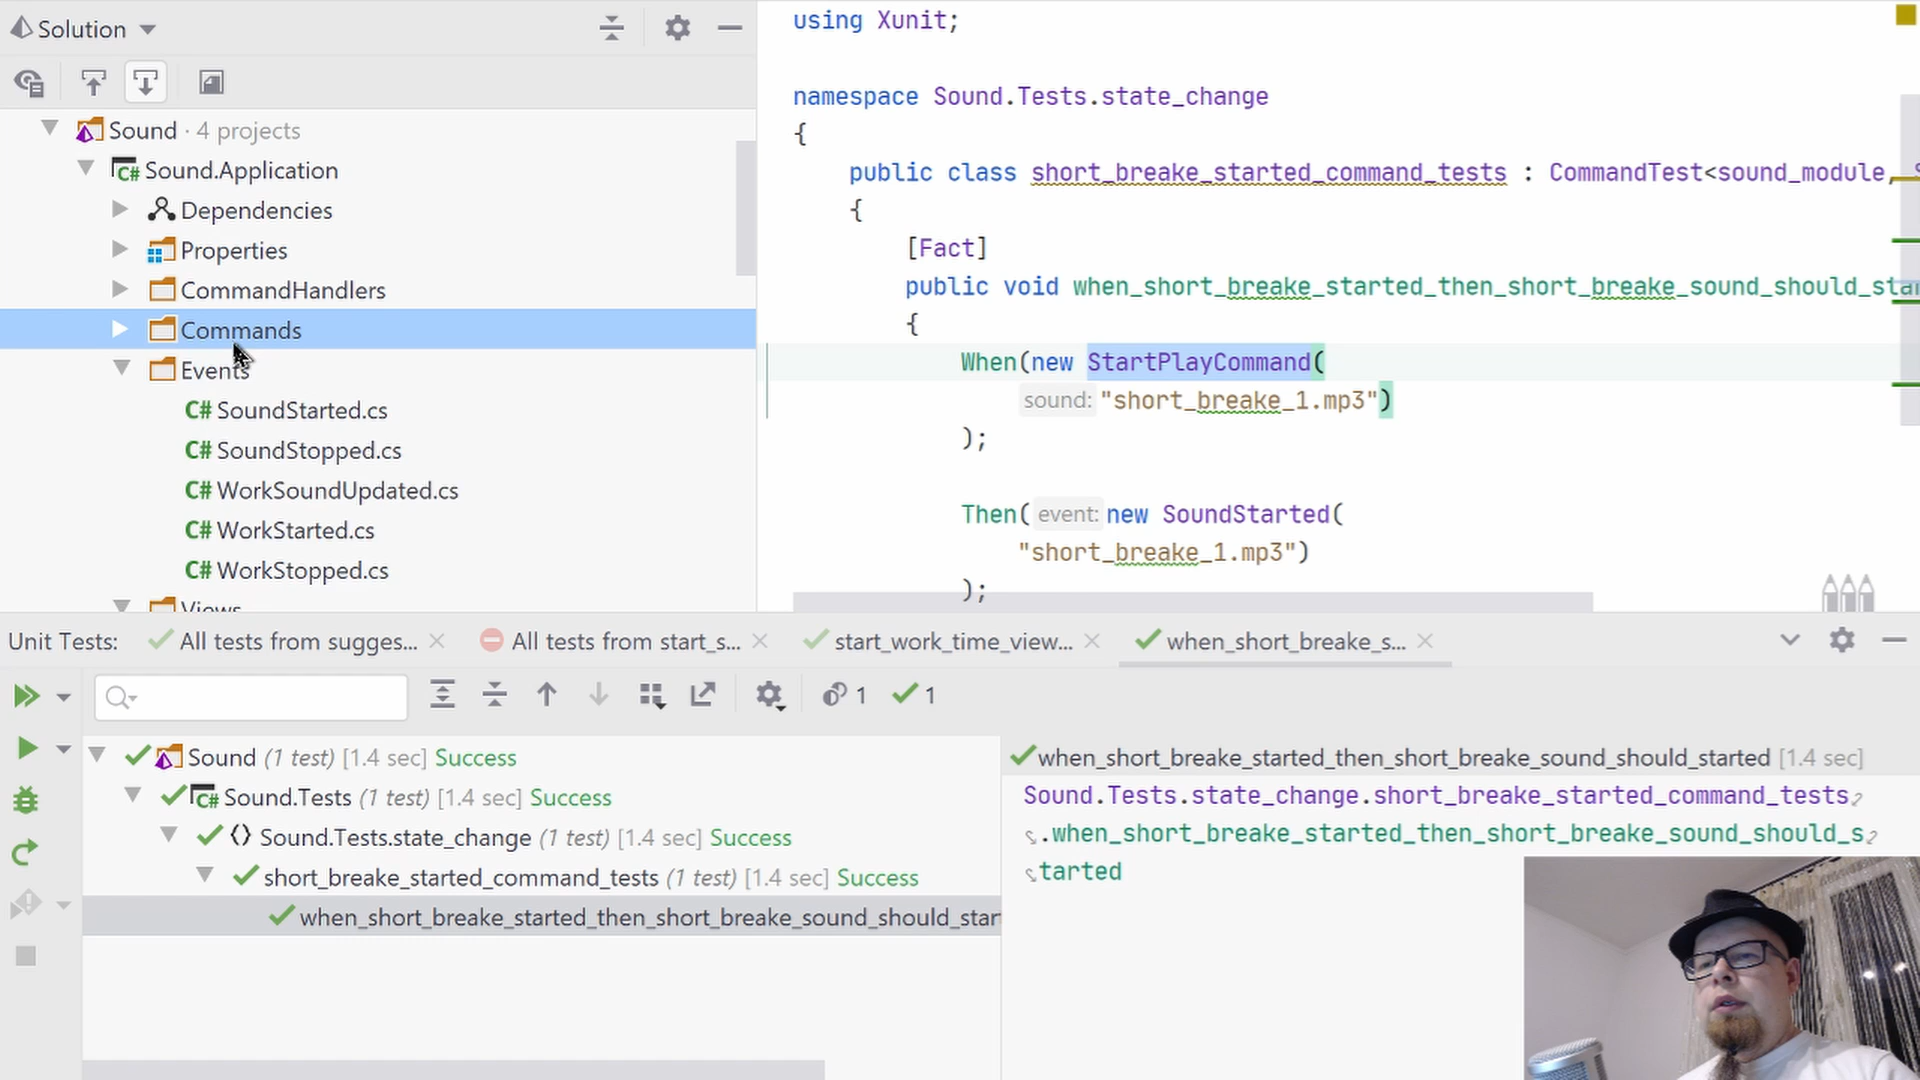 Solution
Sound · 4 projects
Sound.Application
Dependencies
Properties
CommandHandlers
Commands
Events
C# SoundStarted.cs
C# SoundStopped.cs
C# WorkSoundUpdated.cs
C# WorkStarted.cs
C# WorkStopped.cs
Views
using Xunit;
namespace Sound.Tests.state_change
{
public class short_breake_started_command_tests : CommandTest<sound_module,
{
[Fact]
public void when_short_breake_started_then_short_breake_sound_should_star
{
When(new StartPlayCommand(
sound: "short_breake_1.mp3")
);
Then( event: new SoundStarted(
"short_breake_1.mp3")
);
Unit Tests: All tests from sugges... All tests from start_s... start_work_time_view... when_short_breake_s...
1 1
Sound (1 test) [1.4 sec] Success
C# Sound.Tests (1 test) [1.4 sec] Success
Sound.Tests.state_change (1 test) [1.4 sec] Success
short_breake_started_command_tests (1 test) [1.4 sec] Success
when_short_breake_started_then_short_breake_sound_should_star
when_short_breake_started_then_short_breake_sound_should_started [1.4 sec]
Sound.Tests.state_change.short_breake_started_command_tests
.when_short_breake_started_then_short_breake_sound_should_s
tarted